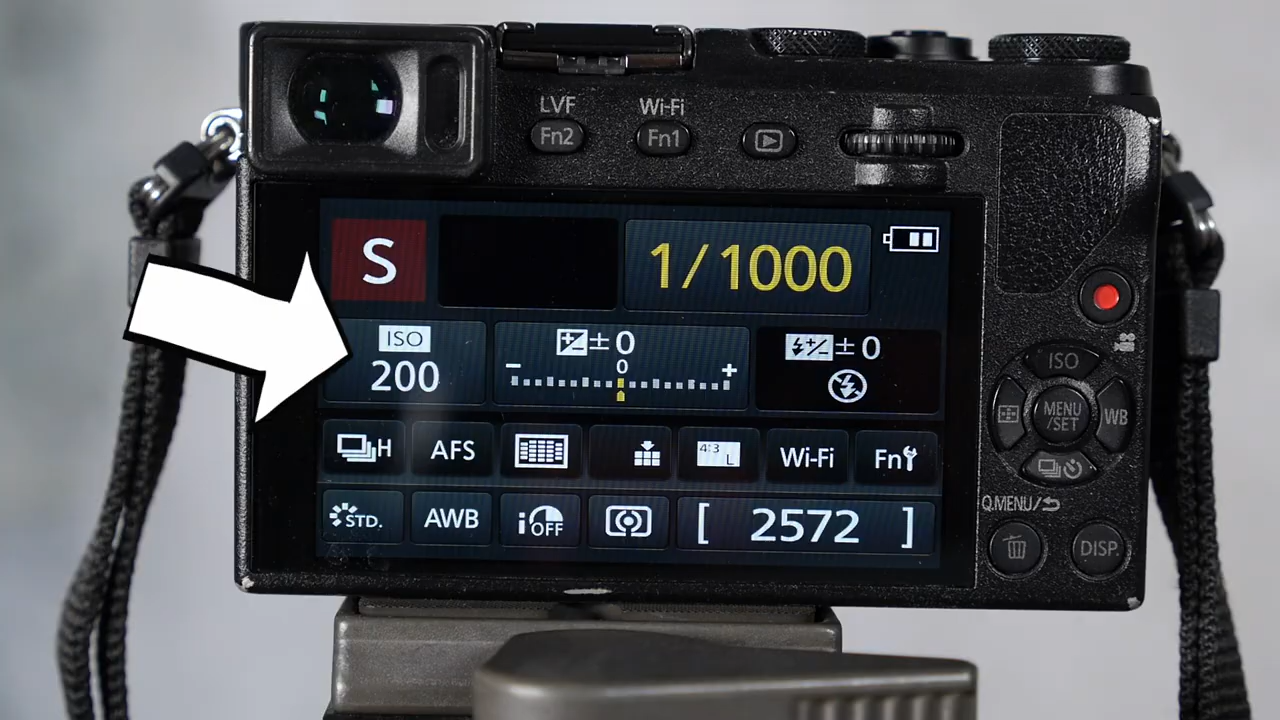 LVF
Wi-Fi
Fn2
Fn1
S
1/1000
ISO
200
±0
0
±0
H
AFS
4:3
L
Wi-Fi
Fn
STD.
AWB
i OFF
[ 2572 ]
ISO
MENU
/SET
WB
Q.MENU/
DISP.